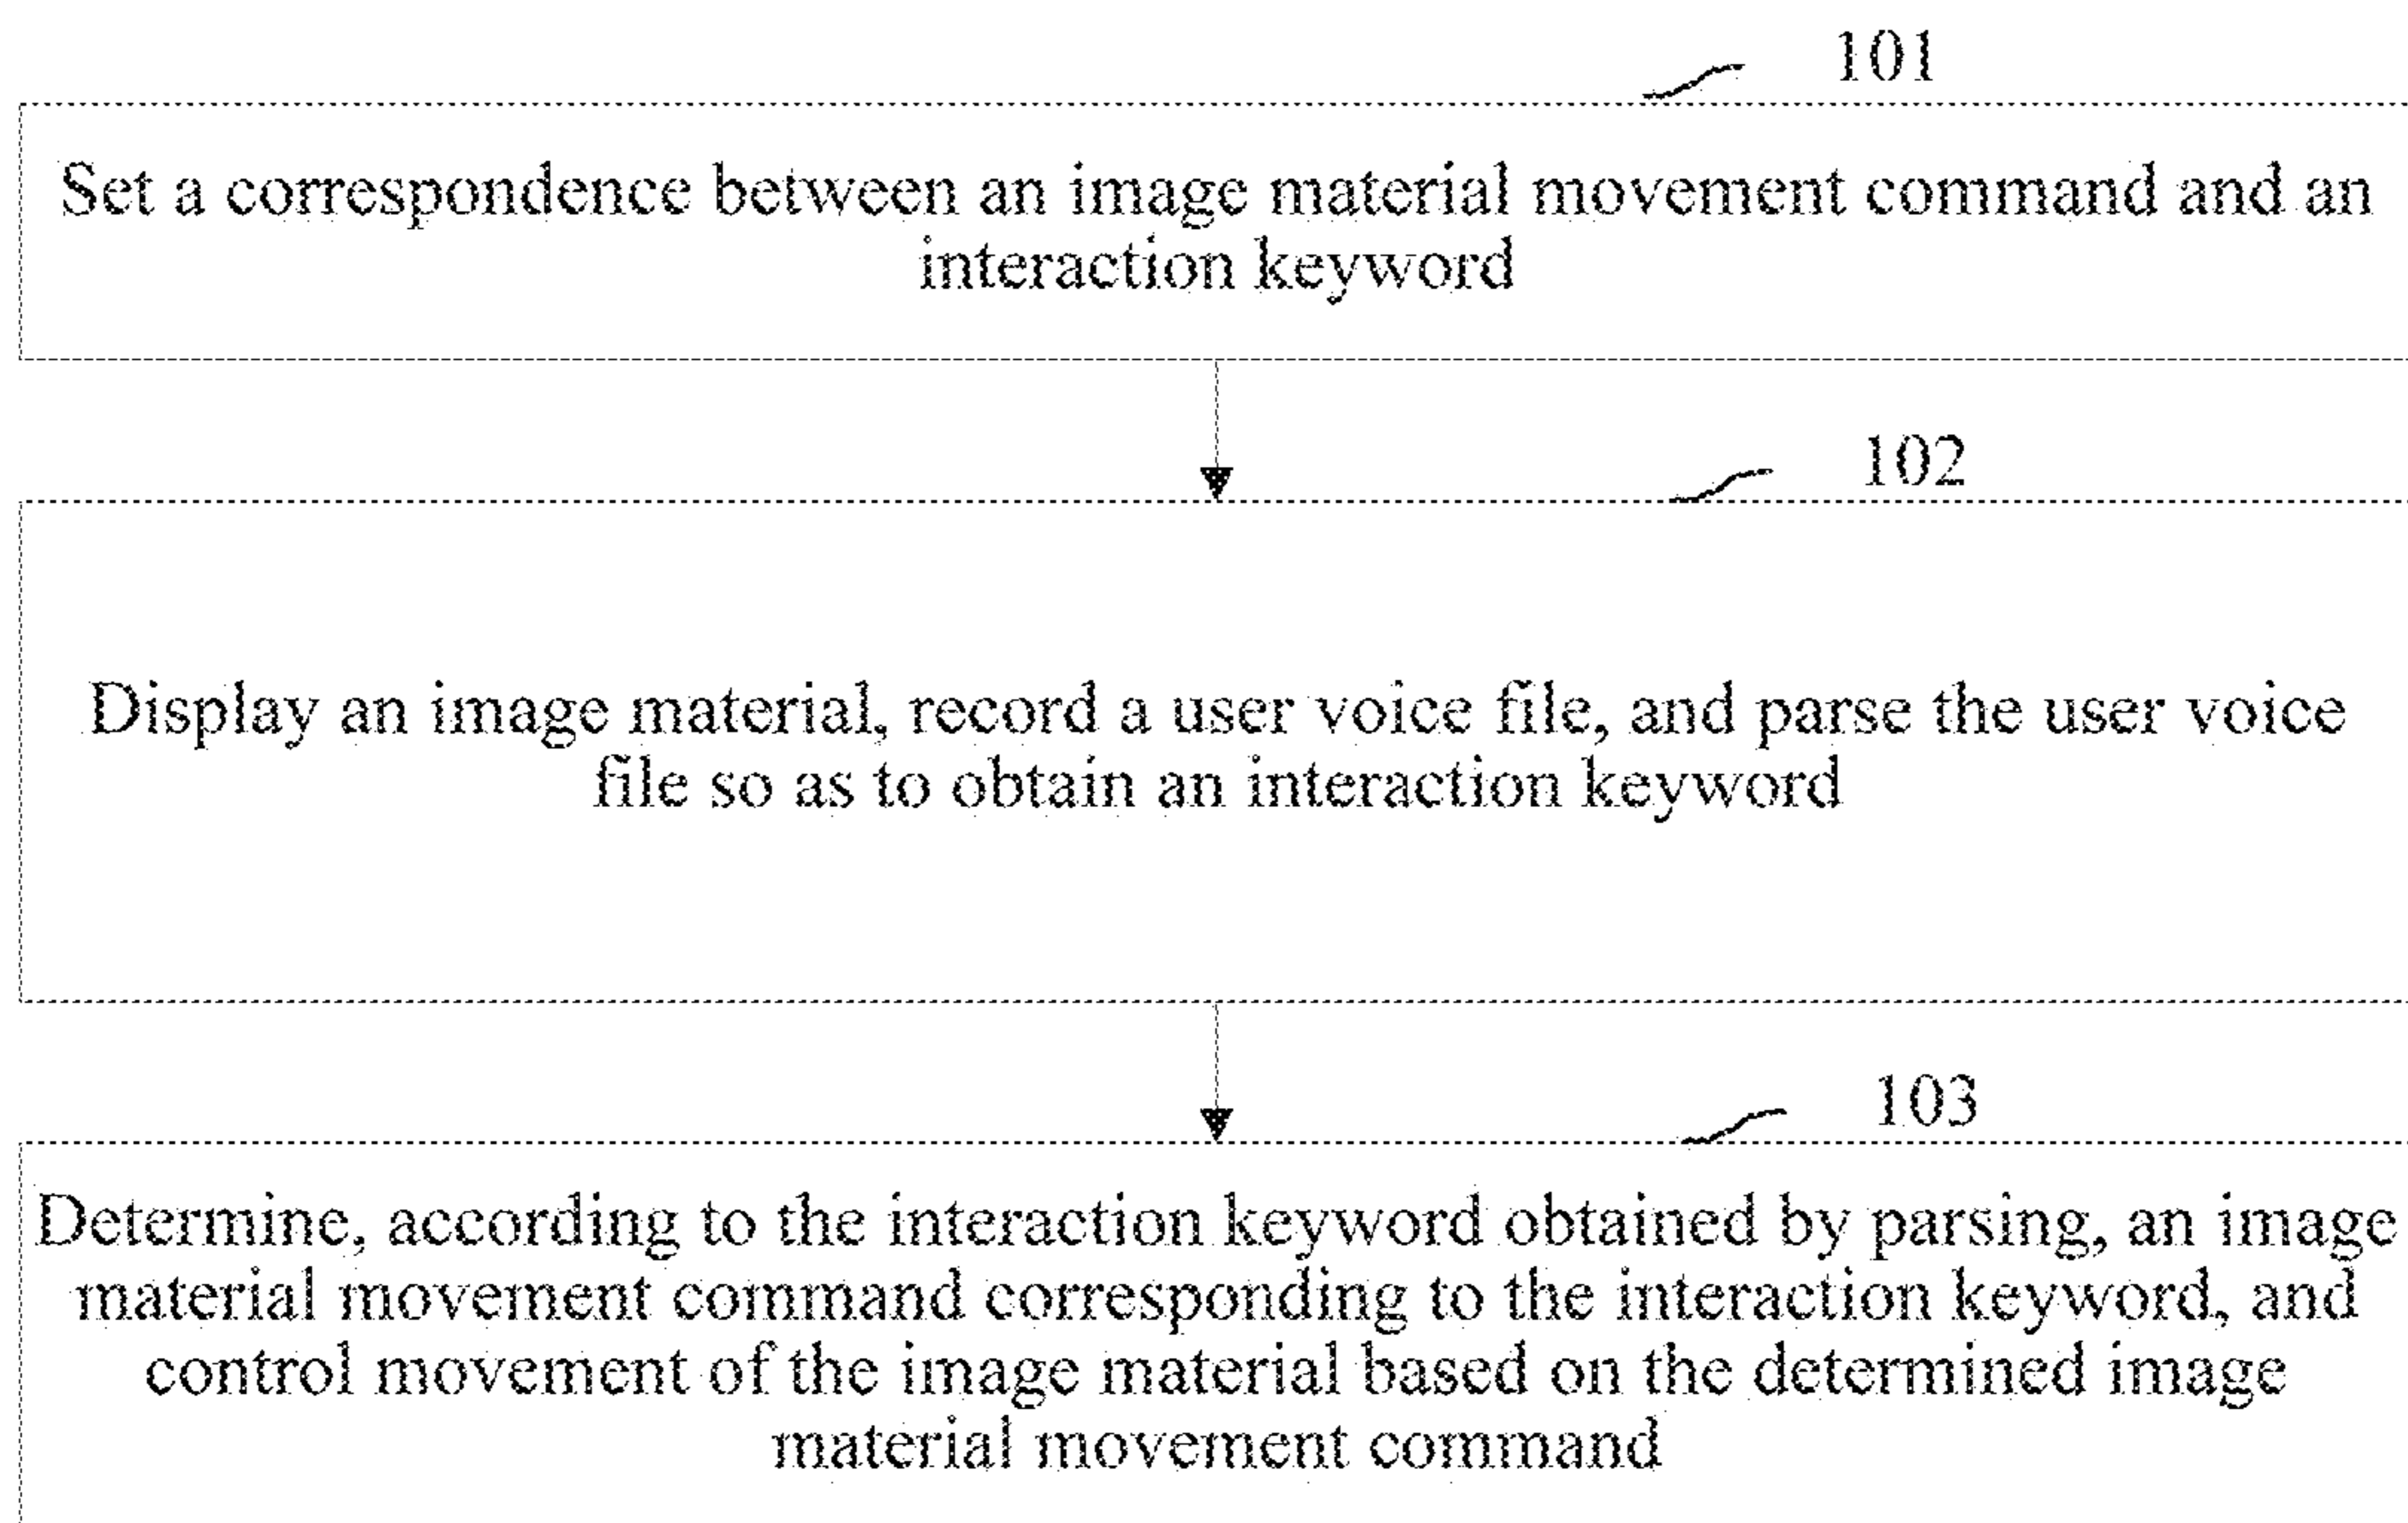 101
Set a correspondence between an image material movement command and an
interaction keyword
102
Display an image material, record a user voice file, and parse the user voice
file so as to obtain an interaction keyword
103
Determine, according to the interaction keyword obtained by parsing, an image
material movement command corresponding to the interaction keyword, and
control movement of the image material based on the determined image
material movement command